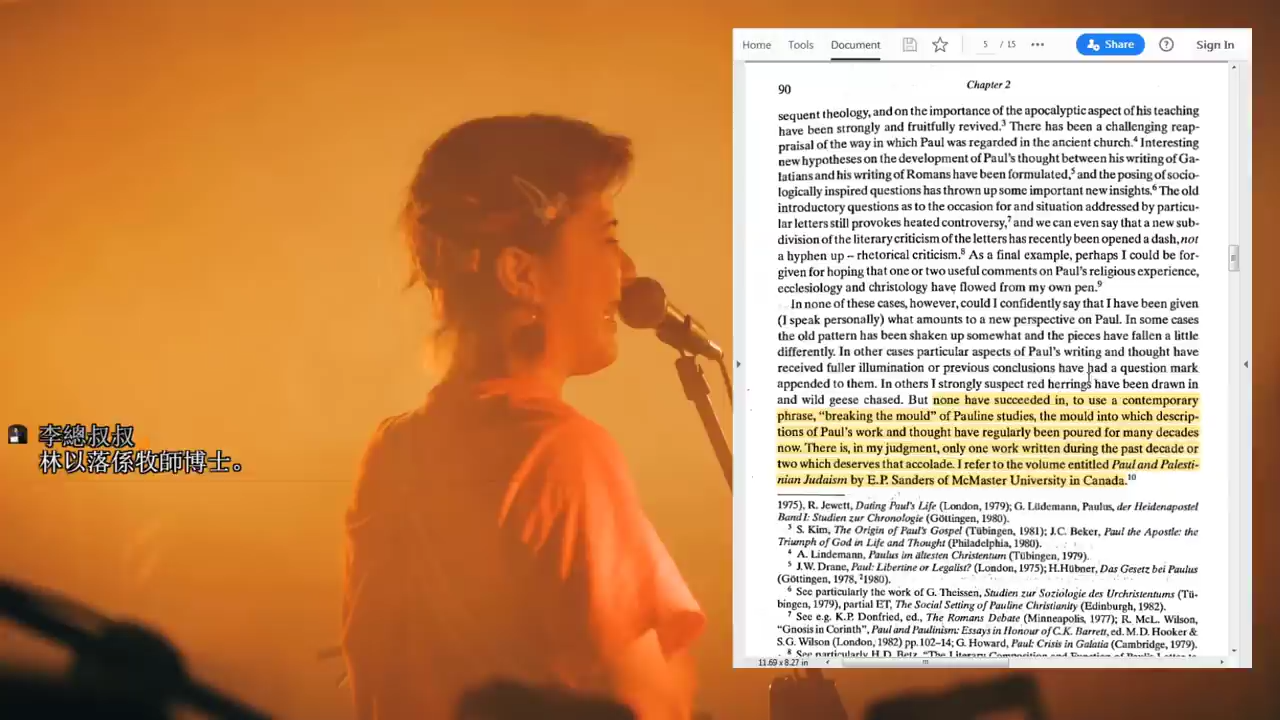 李總叔叔
林以落係牧師博士。
Home Tools Document 5 / 15 ••• Share Sign In
90 Chapter 2
sequent theology, and on the importance of the apocalyptic aspect of his teaching
have been strongly and fruitfully revived.³ There has been a challenging reap-
praisal of the way in which Paul was regarded in the ancient church.⁴ Interesting
new hypotheses on the development of Paul's thought between his writing of Ga-
latians and his writing of Romans have been formulated,⁵ and the posing of socio-
logically inspired questions has thrown up some important new insights.⁶ The old
introductory questions as to the occasion for and situation addressed by particu-
lar letters still provokes heated controversy,⁷ and we can even say that a new sub-
division of the literary criticism of the letters has recently been opened a dash, not
a hyphen up – rhetorical criticism.⁸ As a final example, perhaps I could be for-
given for hoping that one or two useful comments on Paul's religious experience,
ecclesiology and christology have flowed from my own pen.⁹
In none of these cases, however, could I confidently say that I have been given
(I speak personally) what amounts to a new perspective on Paul. In some cases
the old pattern has been shaken up somewhat and the pieces have fallen a little
differently. In other cases particular aspects of Paul's writing and thought have
received fuller illumination or previous conclusions have had a question mark
appended to them. In others I strongly suspect red herrings have been drawn in
and wild geese chased. But none have succeeded in, to use a contemporary
phrase, "breaking the mould" of Pauline studies, the mould into which descrip-
tions of Paul's work and thought have regularly been poured for many decades
now. There is, in my judgment, only one work written during the past decade or
two which deserves that accolade. I refer to the volume entitled Paul and Palesti-
nian Judaism by E.P. Sanders of McMaster University in Canada.¹⁰
1975), R. Jewett, Dating Paul's Life (London, 1979); G. Lüdemann, Paulus, der Heidenapostel
Band I: Studien zur Chronologie (Göttingen, 1980).
³ S. Kim, The Origin of Paul's Gospel (Tübingen, 1981); J.C. Beker, Paul the Apostle: the
Triumph of God in Life and Thought (Philadelphia, 1980).
⁴ A. Lindemann, Paulus im ältesten Christentum (Tübingen, 1979).
⁵ J.W. Drane, Paul: Libertine or Legalist? (London, 1975); H.Hübner, Das Gesetz bei Paulus
(Göttingen, 1978, ²1980).
⁶ See particularly the work of G. Theissen, Studien zur Soziologie des Urchristentums (Tü-
bingen, 1979), partial ET, The Social Setting of Pauline Christianity (Edinburgh, 1982).
⁷ See e.g. K.P. Donfried, ed., The Romans Debate (Minneapolis, 1977); R. McL. Wilson,
"Gnosis in Corinth", Paul and Paulinism: Essays in Honour of C.K. Barrett, ed. M.D. Hooker &
S.G. Wilson (London, 1982) pp. 102–14; G. Howard, Paul: Crisis in Galatia (Cambridge, 1979).
⁸ See particularly H.D. Betz, "The Literary Composition and Function of Paul's Letter to
11.69 x 8.27 in